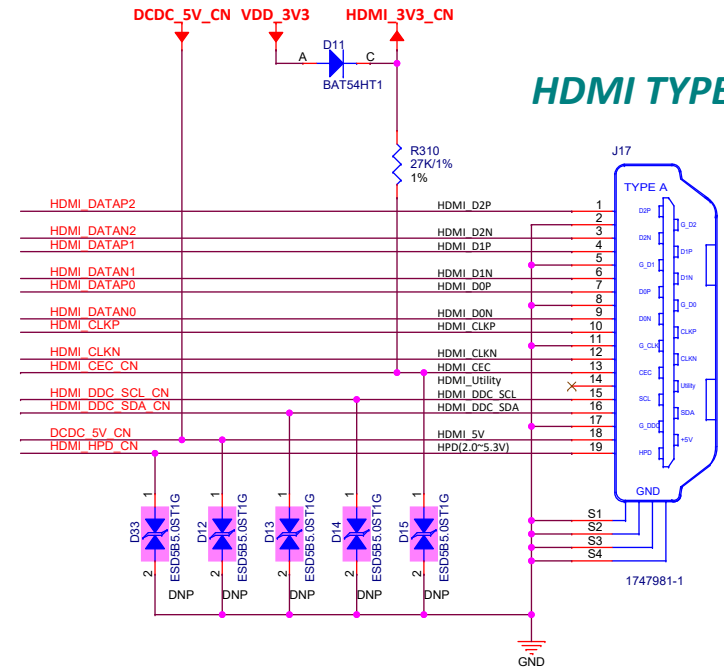 DCDC_5V_CN VDD_3V3 HDMI_3V3_CN
D11
A C
BAT54HT1
HDMI TYPE
R310
27K/1%
1%
J17
TYPE A
HDMI_DATAP2 HDMI_D2P 1 D2P
2 G_D2
HDMI_DATAN2 HDMI_D2N 3 D2N
HDMI_DATAP1 HDMI_D1P 4 D1P
5 G_D1
HDMI_DATAN1 HDMI_D1N 6 D1N
HDMI_DATAP0 HDMI_D0P 7 D0P
8 G_D0
HDMI_DATAN0 HDMI_D0N 9 D0N
HDMI_CLKP HDMI_CLKP 10 CLKP
11 G_CLK
HDMI_CLKN HDMI_CLKN 12 CLKN
HDMI_CEC_CN HDMI_CEC 13 CEC
HDMI_Utility 14 Utility
HDMI_DDC_SCL_CN HDMI_DDC_SCL 15 SCL
HDMI_DDC_SDA_CN HDMI_DDC_SDA 16 SDA
17 G_DDC
DCDC_5V_CN HDMI_5V 18 +5V
HDMI_HPD_CN HPD(2.0~5.3V) 19 HPD
GND
S1
S2
S3
S4
1747981-1
1 1 1 1 1
D33 ESD5B5.0ST1G
D12 ESD5B5.0ST1G
D13 ESD5B5.0ST1G
D14 ESD5B5.0ST1G
D15 ESD5B5.0ST1G
2 2 2 2 2
DNP DNP DNP DNP DNP
GND